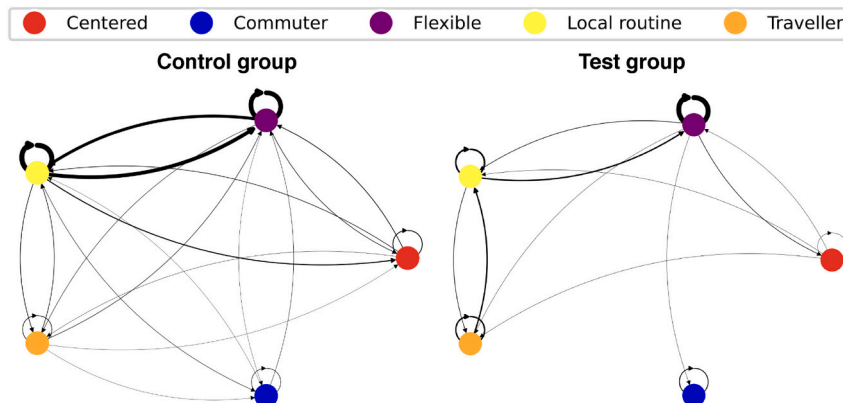 Centered Commuter Flexible Local routine Traveller
Control group Test group